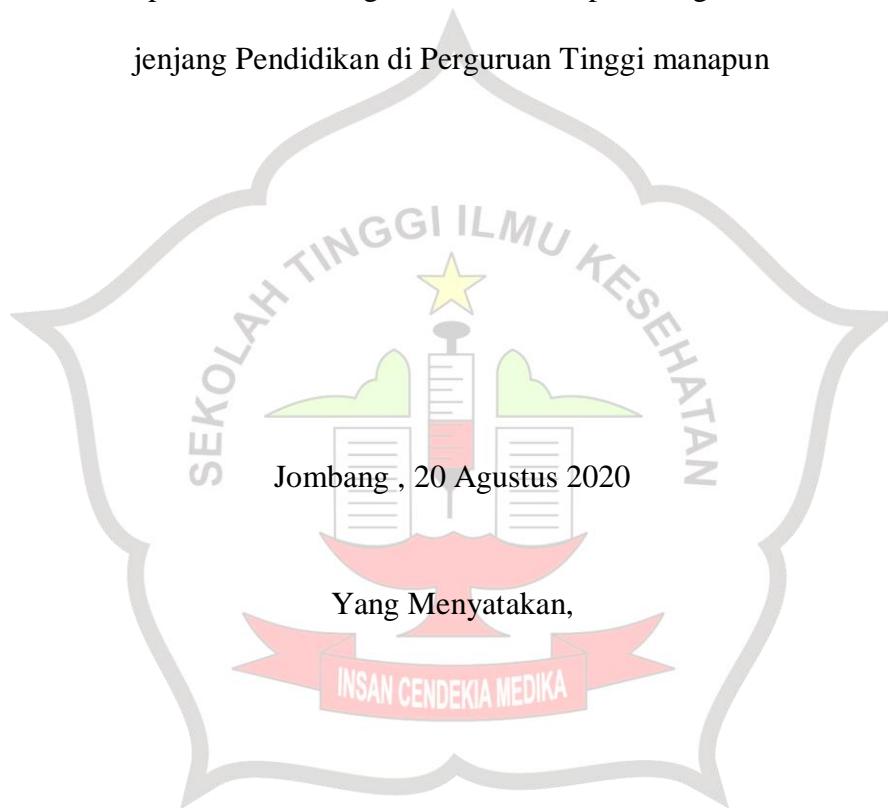 jenjang Pendidikan di Perguruan Tinggi manapun
SEKOLAH TINGGI ILMU KESEHATAN
Jombang , 20 Agustus 2020
Yang Menyatakan,
INSAN CENDEKIA MEDIKA